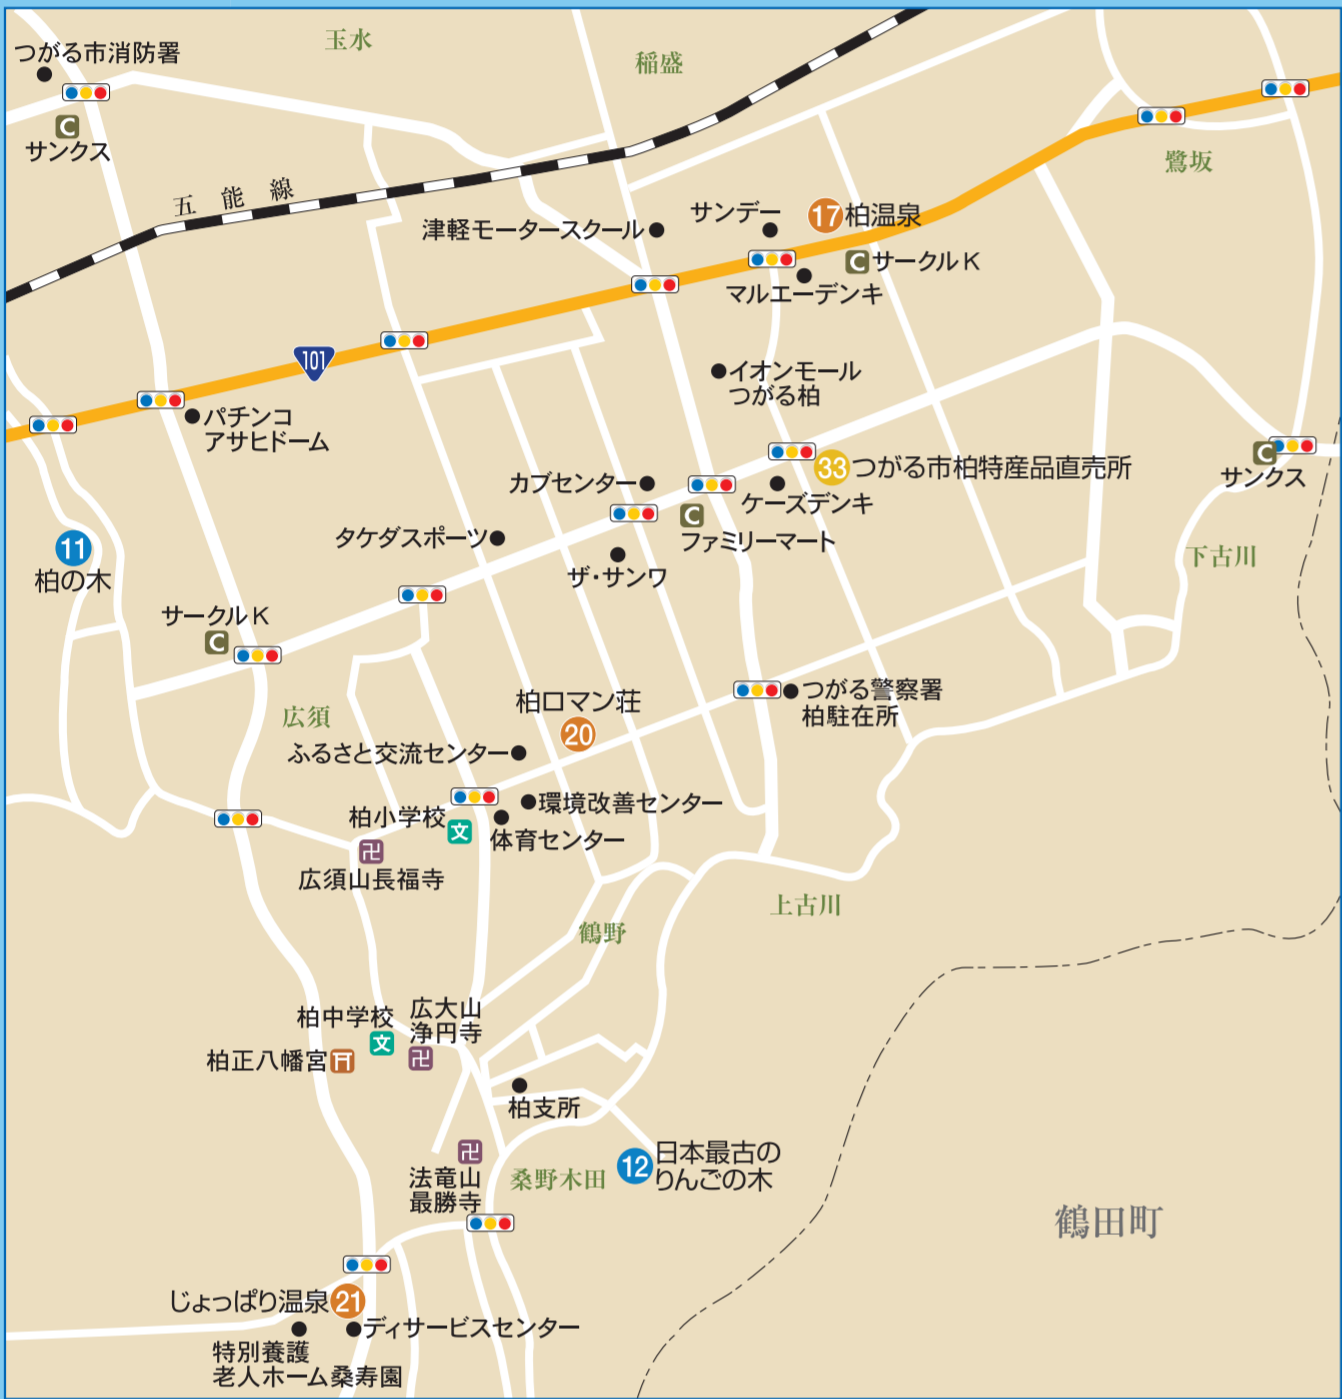 玉水
稲盛
つがる市消防署
C
サンクス
鷺坂
五能線
サンデー
17 柏温泉
津軽モータースクール
C サークルK
マルエーデンキ
101
イオンモール
つがる柏
パチンコ
アサヒドーム
33 つがる市柏特産品直売所
C
サンクス
カブセンター
ケーズデンキ
C
ファミリーマート
タケダスポーツ
ザ・サンワ
11
柏の木
下古川
サークルK
C
つがる警察署
柏駐在所
柏ロマン荘
20
広須
ふるさと交流センター
環境改善センター
柏小学校
文
体育センター
卍
広須山長福寺
上古川
鶴野
柏中学校
文
広大山
浄円寺
卍
柏正八幡宮
柏支所
卍
法竜山
最勝寺
桑野木田
12 日本最古の
りんごの木
鶴田町
じょっぱり温泉 21
ディサービスセンター
特別養護
老人ホーム桑寿園